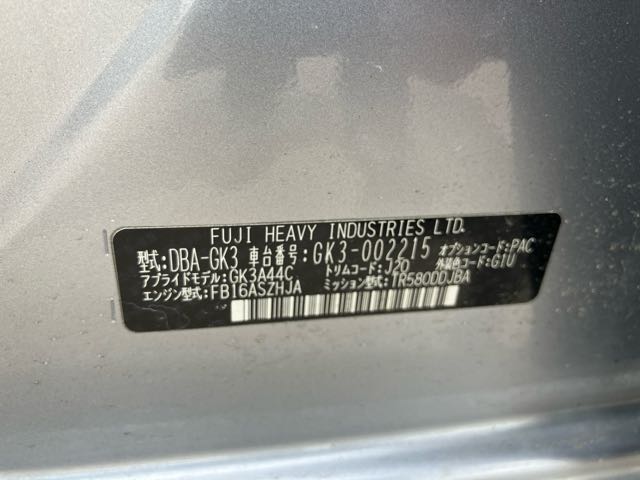 FUJI HEAVY INDUSTRIES LTD.
型式:DBA-GK3 車台番号:GK3-002215 オプションコード:PAC
アプライドモデル:GK3A44C トリムコード:J20 外装色コード:G1U
エンジン型式:FB16ASZHJA ミッション型式:TR580DDJBA